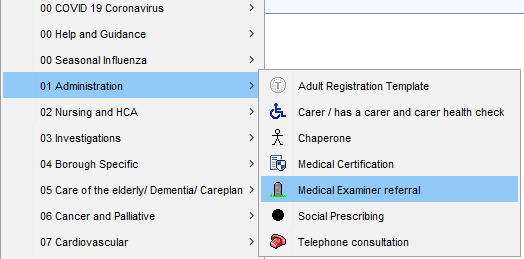 00 COVID 19 Coronavirus
00 Help and Guidance
00 Seasonal Influenza
01 Administration
02 Nursing and HCA
03 Investigations
04 Borough Specific
05 Care of the elderly/ Dementia/ Careplan
06 Cancer and Palliative
07 Cardiovascular
Adult Registration Template
Carer / has a carer and carer health check
Chaperone
Medical Certification
Medical Examiner referral
Social Prescribing
Telephone consultation